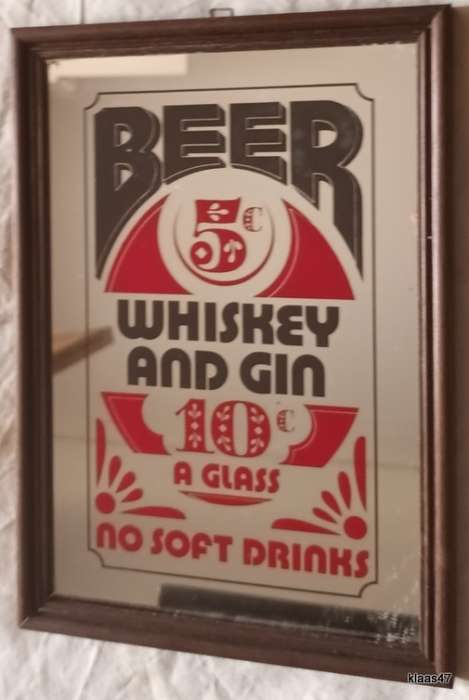 BEER
5¢
WHISKEY
AND GIN
10¢
A GLASS
NO SOFT DRINKS
klaas47